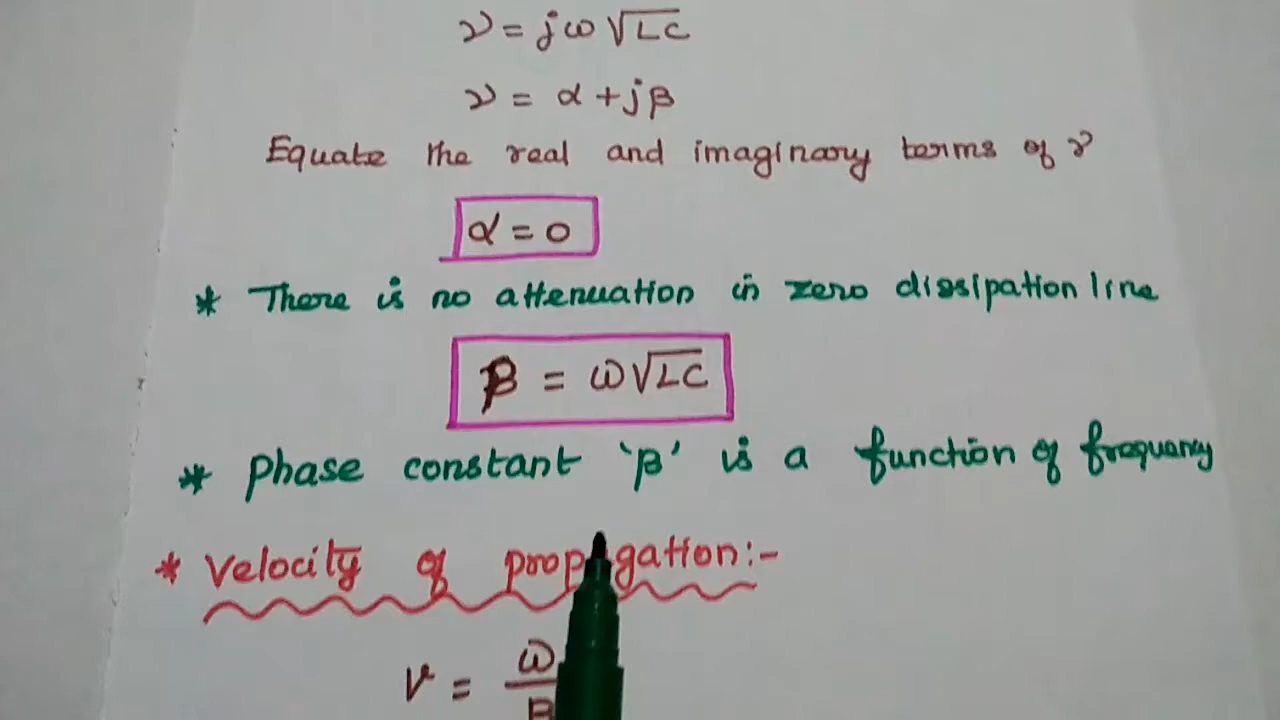 γ = jω √LC
γ = α + jβ
Equate the real and imaginary terms of γ
α = 0
* There is no attenuation in zero dissipation line
β = ω√LC
* Phase constant 'β' is a function of frequency
* Velocity of propagation:-
v = ω/β